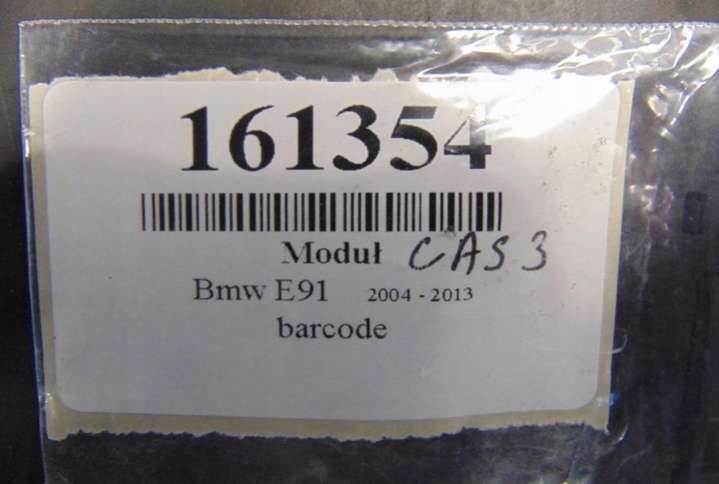 161354
Moduł CAS 3
Bmw E91 2004 - 2013
barcode